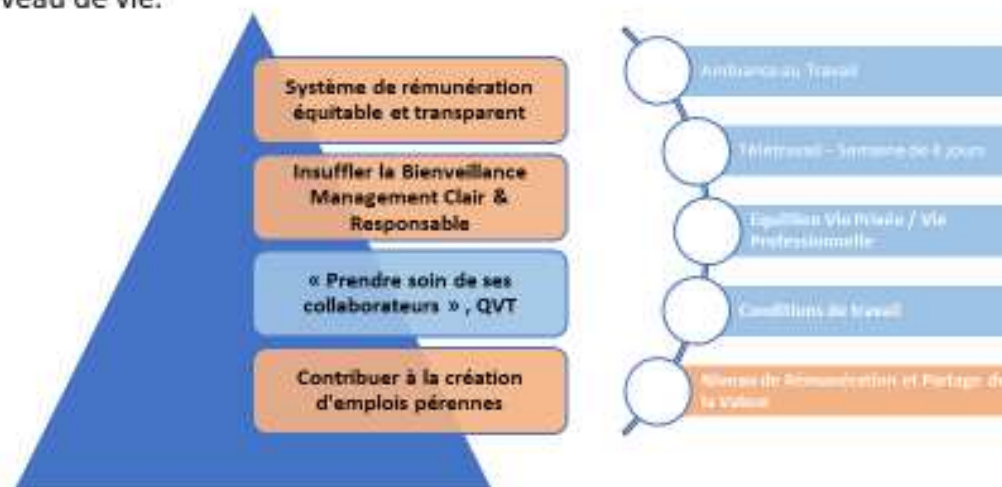 veau de vie.
Système de rémunération
équitable et transparent
Insuffler la Bienveillance
Management Clair &
Responsable
« Prendre soin de ses
collaborateurs » , QVT
Contribuer à la création
d'emplois pérennes
Ambiance au Travail
Télétravail – Semaine de 4 jours
Equilibre Vie Privée / Vie
Professionnelle
Conditions de travail
Niveau de Rémunération et Partage de
la Valeur